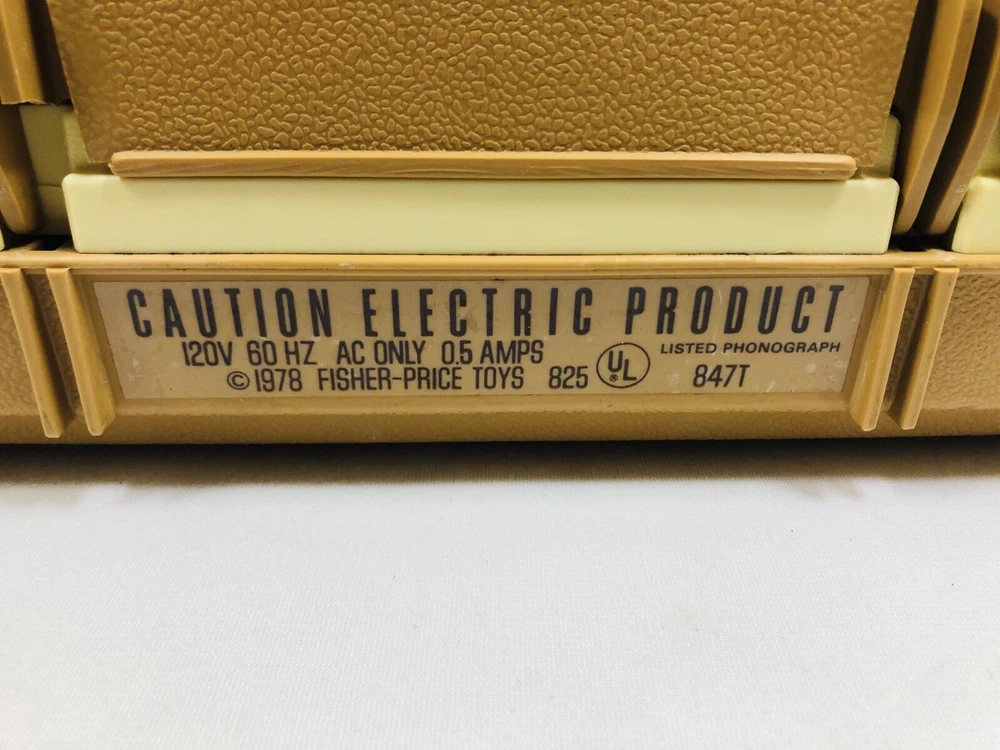 CAUTION ELECTRIC PRODUCT
120V 60 HZ AC ONLY 0.5 AMPS
LISTED PHONOGRAPH
© 1978 FISHER-PRICE TOYS 825 UL ® 847T